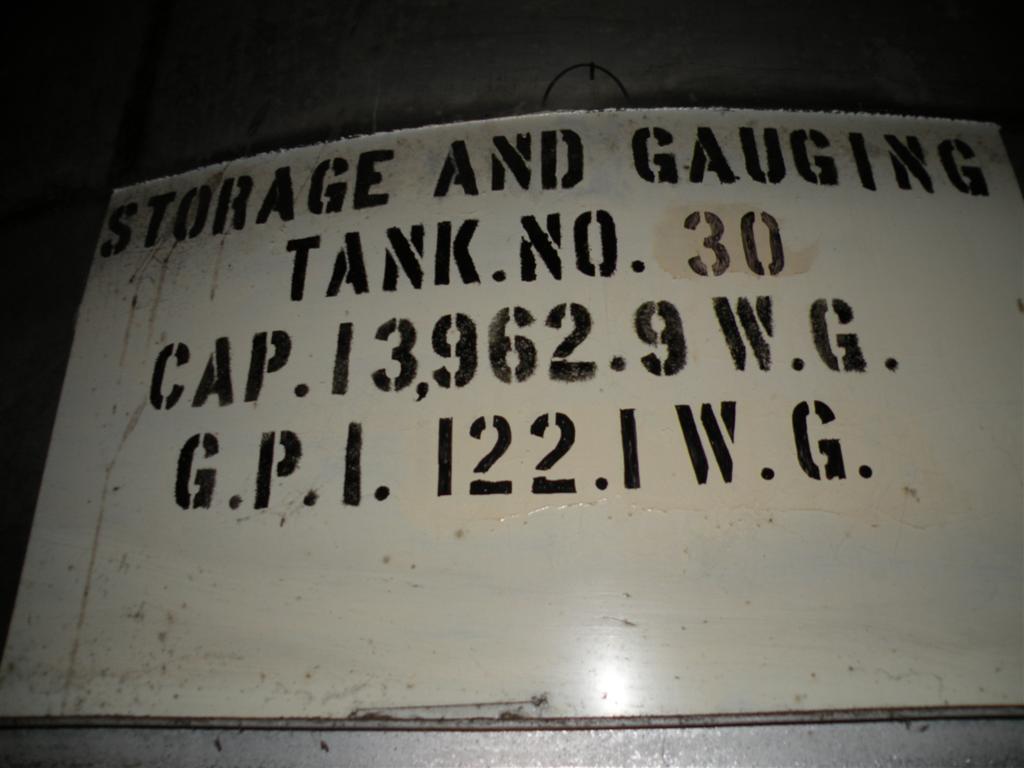 STORAGE AND GAUGING
TANK.NO. 30
CAP. 13,962.9 W.G.
G.P.I. 122.1 W.G.